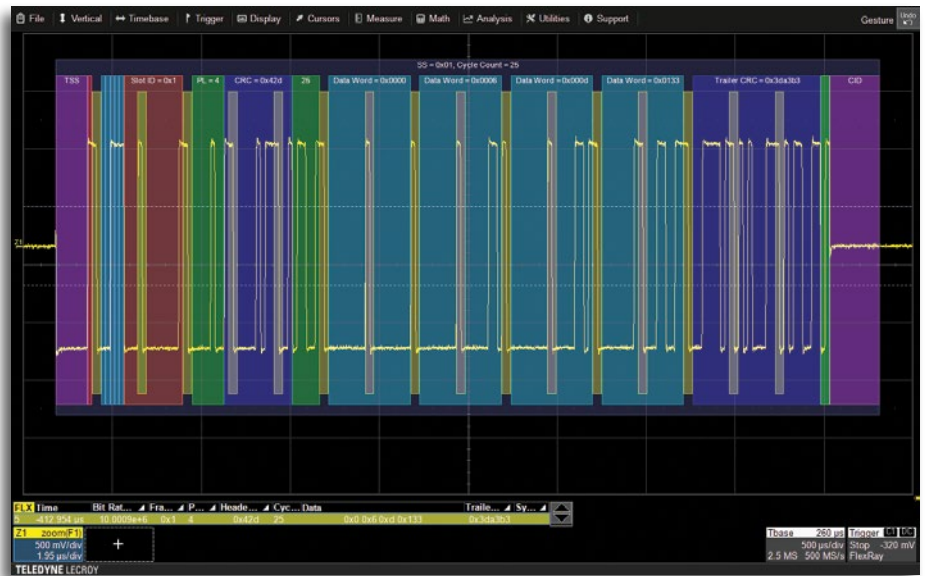 File Vertical Timebase Trigger Display Cursors Measure Math Analysis Utilities Support Gesture Undo
SS = 0x01, Cycle Count = 25
TSS Slot ID = 0x1 PL = 4 CRC = 0x42d 25 Data Word = 0x0000 Data Word = 0x0006 Data Word = 0x000d Data Word = 0x0133 Trailer CRC = 0x3da3b3 CID
Z1
FLX Time Bit Rat... Fra... P... Heade... Cyc... Data Traile... Sy...
5 -412.954 µs 10.0009e+6 0x1 4 0x42d 25 0x0 0x6 0xd 0x133 0x3da3b3
Z1 zoom(F1) Tbase 260 µs Trigger C1 DC
500 mV/div + 500 µs/div Stop -320 mV
1.95 µs/div 2.5 MS 500 MS/s FlexRay
TELEDYNE LECROY